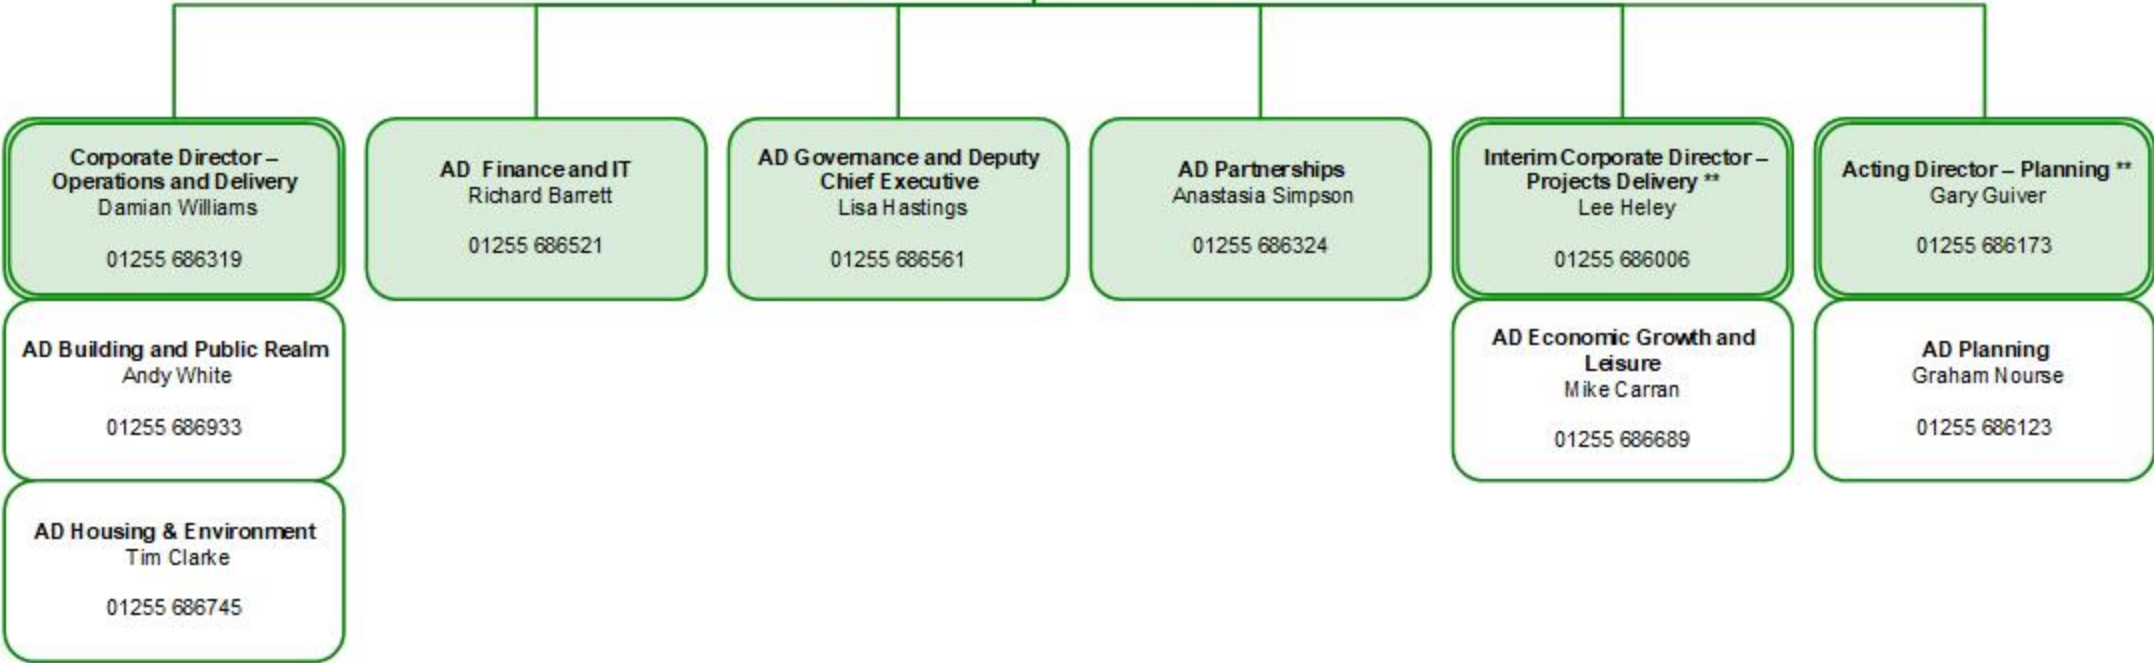 Corporate Director –
Operations and Delivery
Damian Williams
01255 686319
AD Finance and IT
Richard Barrett
01255 686521
AD Governance and Deputy
Chief Executive
Lisa Hastings
01255 686561
AD Partnerships
Anastasia Simpson
01255 686324
Interim Corporate Director –
Projects Delivery **
Lee Heley
01255 686006
Acting Director – Planning **
Gary Guiver
01255 686173
AD Building and Public Realm
Andy White
01255 686933
AD Economic Growth and
Leisure
Mike Carran
01255 686689
AD Planning
Graham Nourse
01255 686123
AD Housing & Environment
Tim Clarke
01255 686745